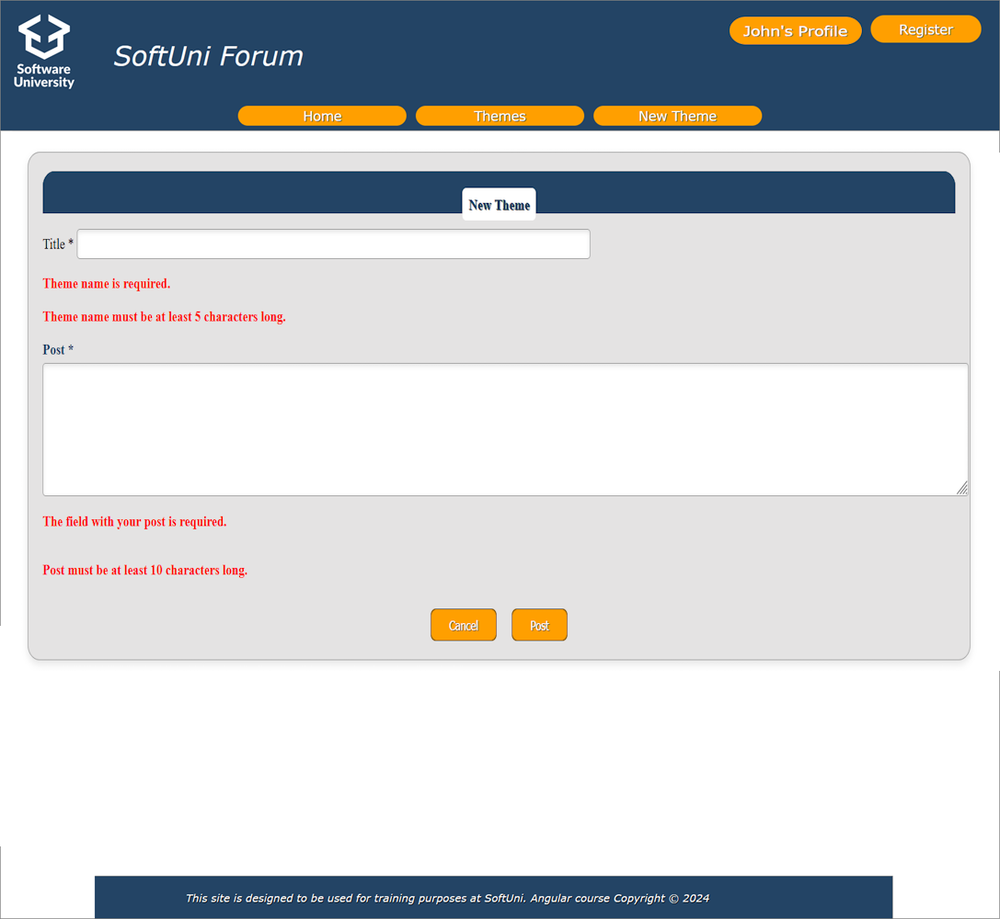 Software
University
SoftUni Forum
John's Profile
Register
Home
Themes
New Theme
New Theme
Title *
Theme name is required.
Theme name must be at least 5 characters long.
Post *
The field with your post is required.
Post must be at least 10 characters long.
Cancel
Post
This site is designed to be used for training purposes at SoftUni. Angular course Copyright © 2024